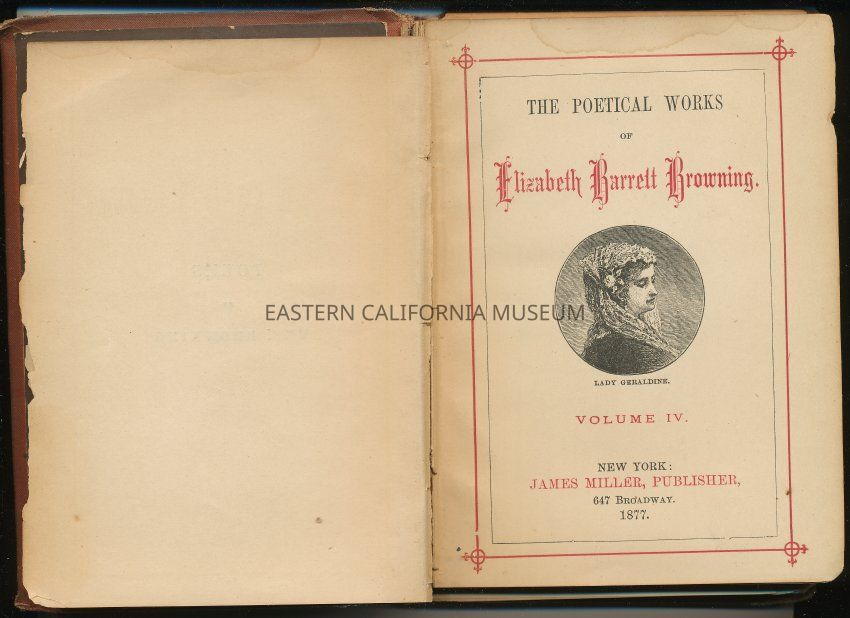 THE POETICAL WORKS
OF
Elizabeth Barrett Browning.
EASTERN CALIFORNIA MUSEUM
LADY GERALDINE.
VOLUME IV.
NEW YORK:
JAMES MILLER, PUBLISHER,
647 BROADWAY.
1877.